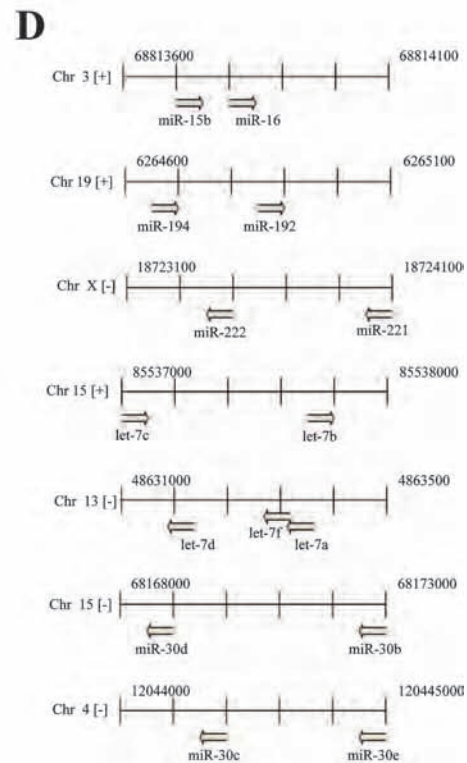 D
68813600 68814100
Chr 3 [+]
miR-15b miR-16
6264600 6265100
Chr 19 [+]
miR-194 miR-192
18723100 18724100
Chr X [-]
miR-222 miR-221
85537000 85538000
Chr 15 [+]
let-7c let-7b
48631000 4863500
Chr 13 [-]
let-7d let-7f let-7a
68168000 68173000
Chr 15 [-]
miR-30d miR-30b
12044000 120445000
Chr 4 [-]
miR-30c miR-30e